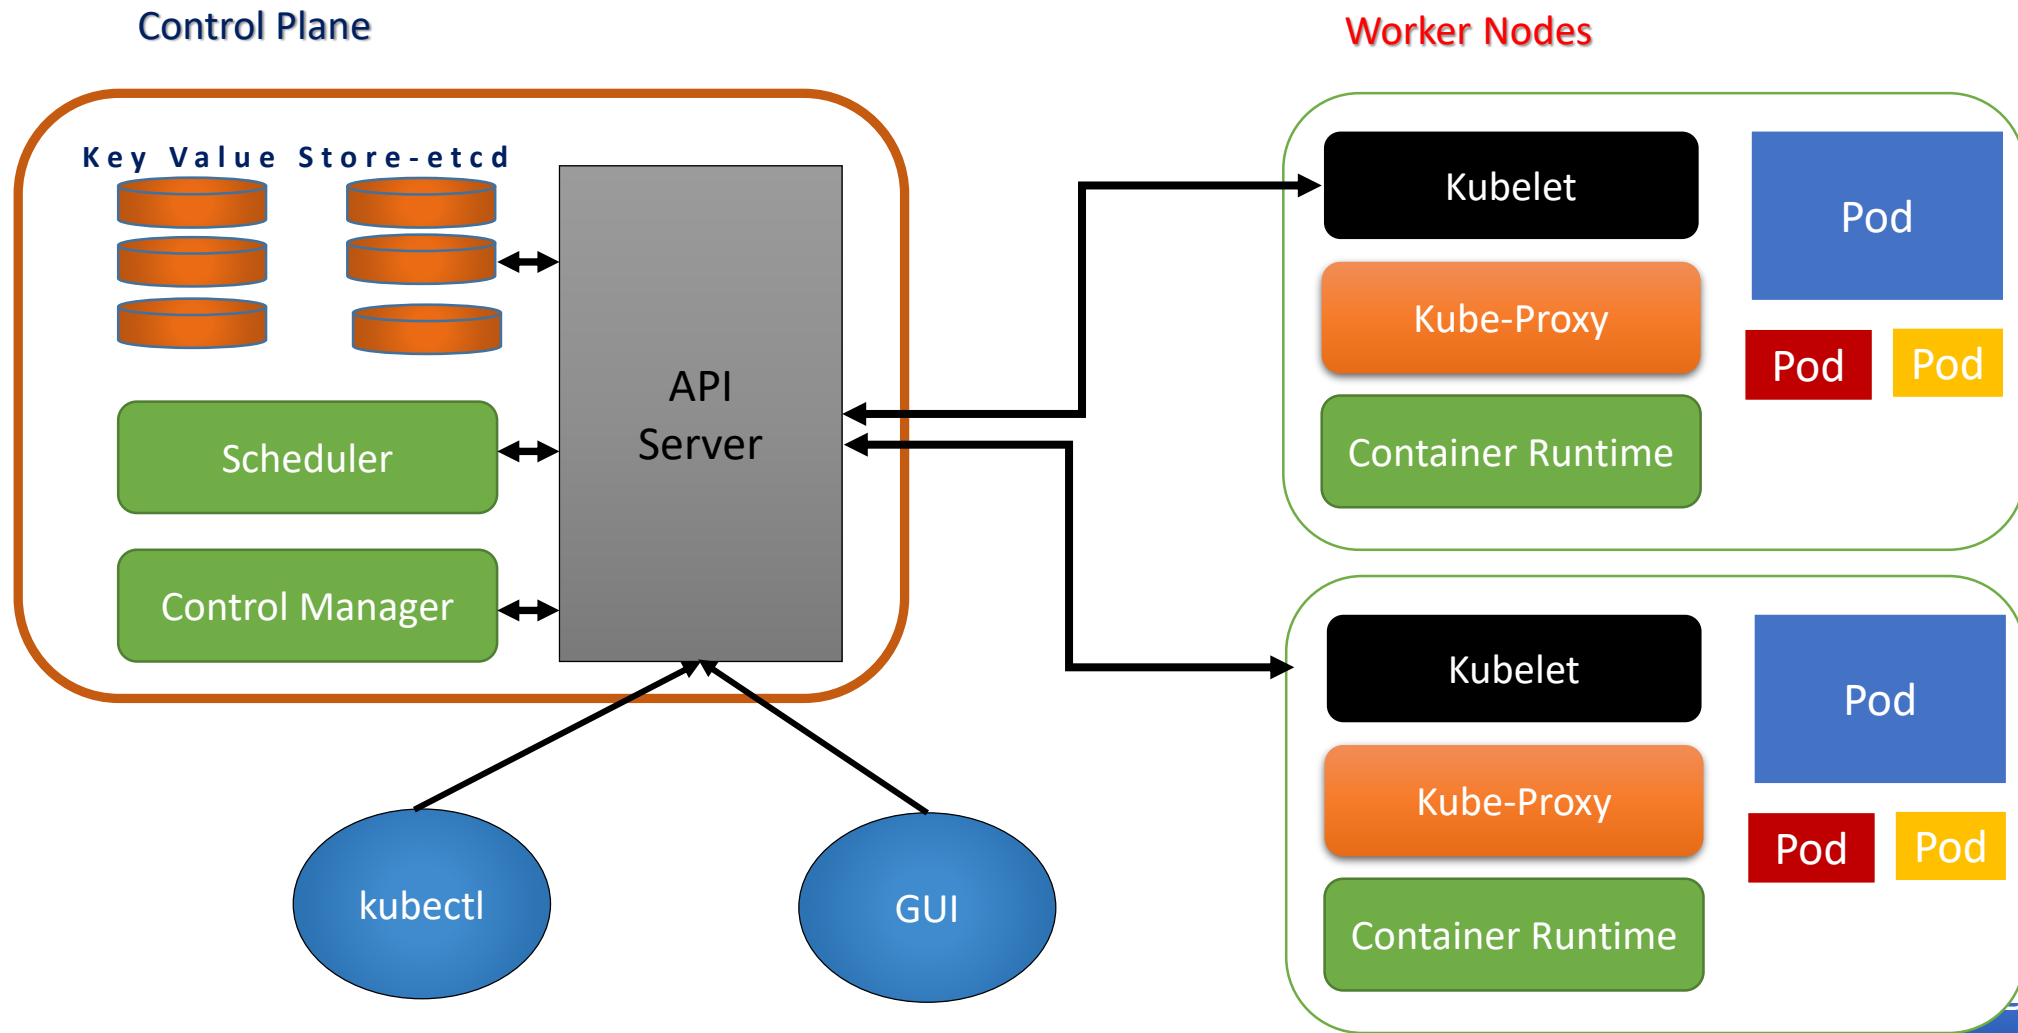 Control Plane
Worker Nodes
Key Value Store-etcd
API
Server
Scheduler
Control Manager
kubectl
GUI
Kubelet
Pod
Kube-Proxy
Pod
Pod
Container Runtime
Kubelet
Pod
Kube-Proxy
Pod
Pod
Container Runtime